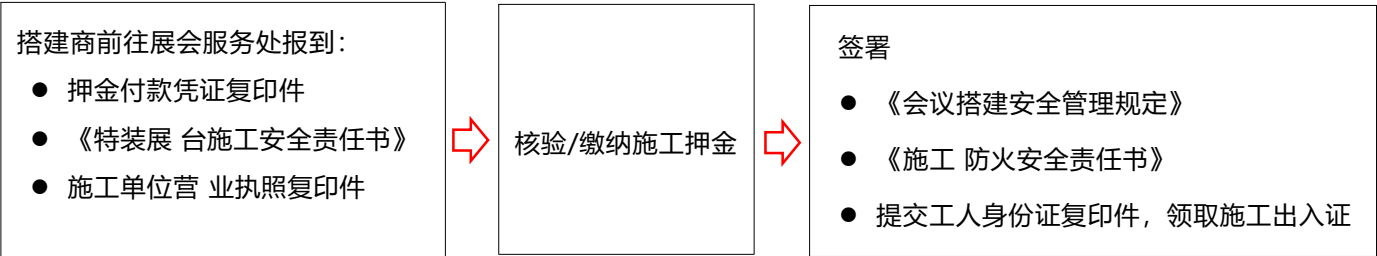 搭建商前往展会服务处报到：
● 押金付款凭证复印件
● 《特装展 台施工安全责任书》
● 施工单位营 业执照复印件
核验/缴纳施工押金
签署
● 《会议搭建安全管理规定》
● 《施工 防火安全责任书》
● 提交工人身份证复印件，领取施工出入证